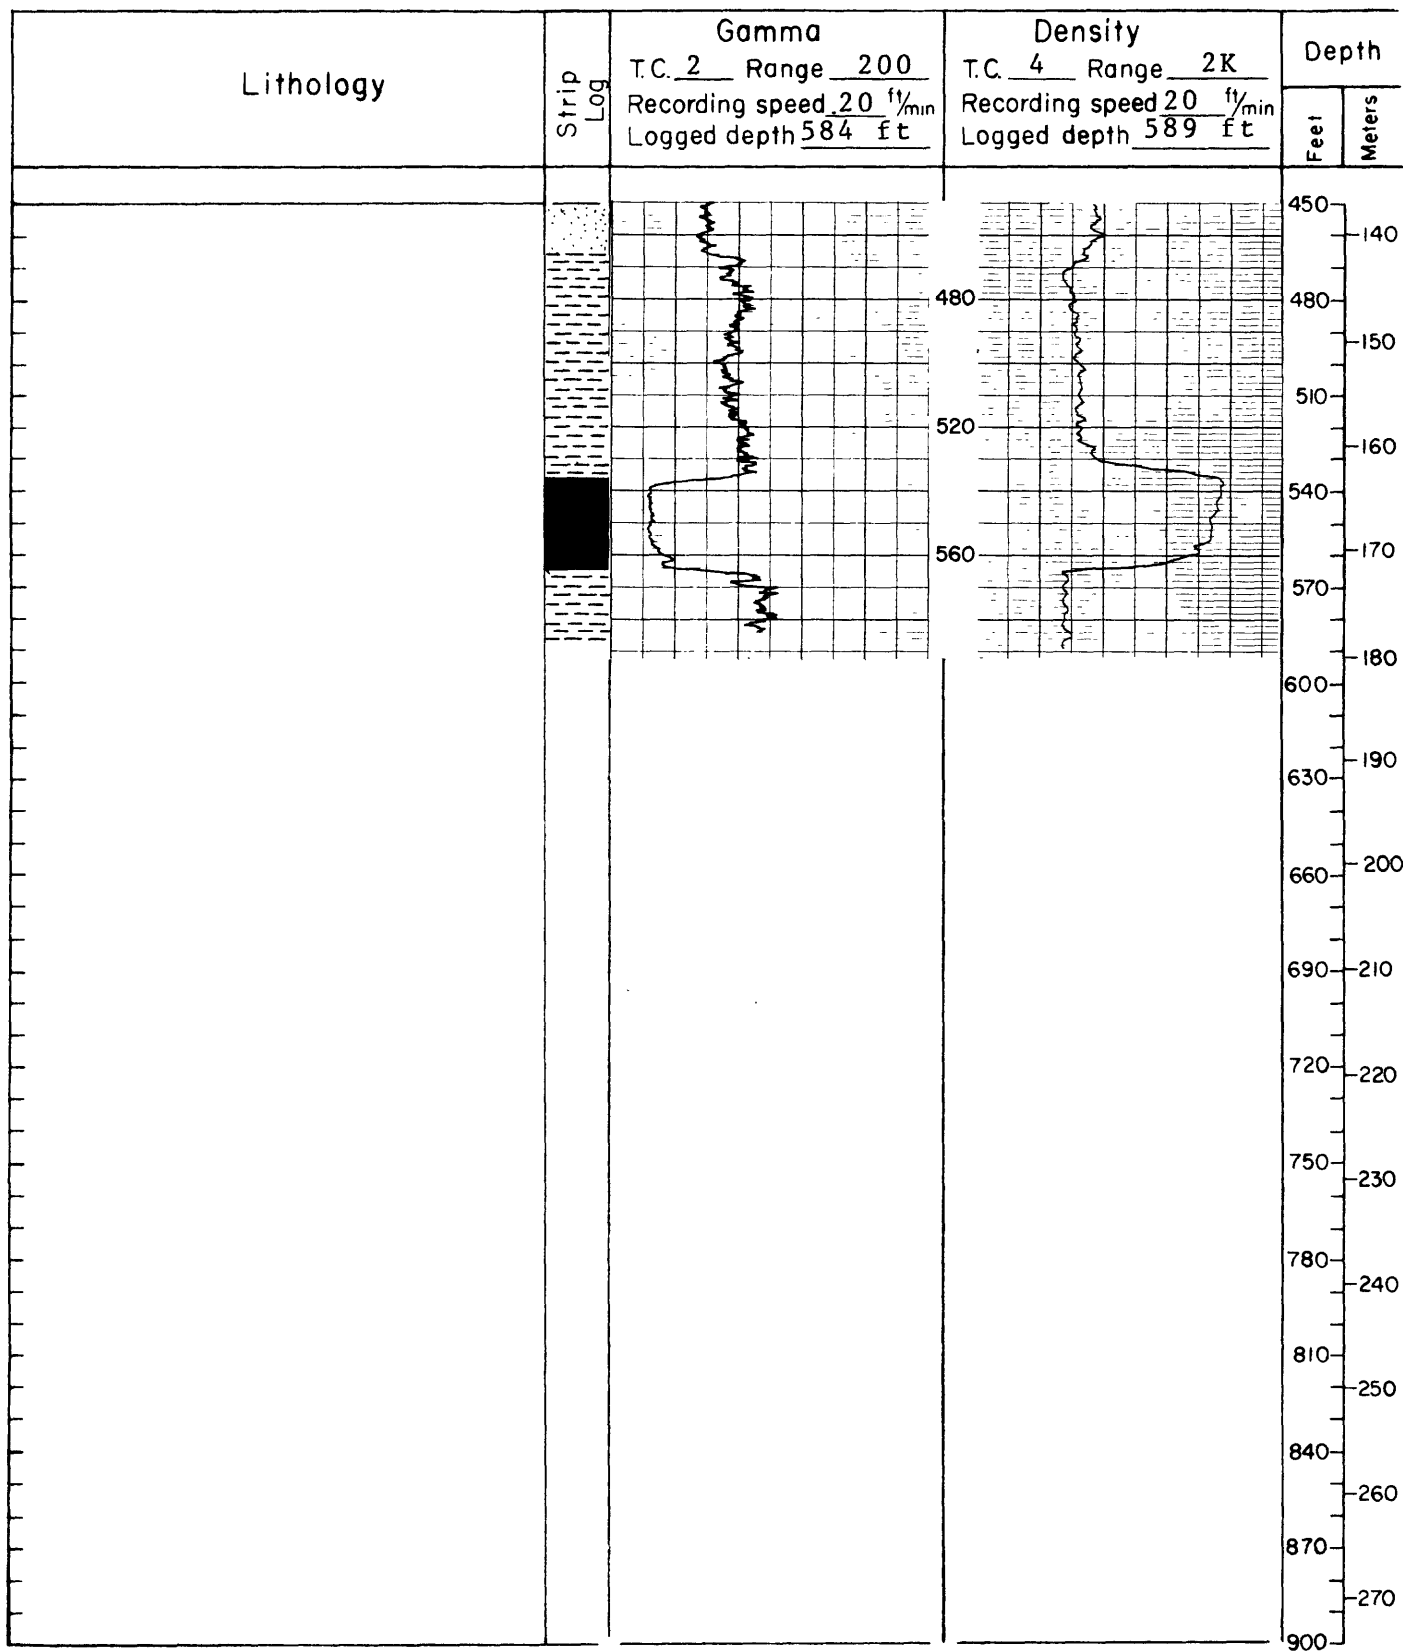 Lithology
Strip Log
Gamma
T.C. 2 Range 200
Recording speed 20 ft/min
Logged depth 584 ft
Density
T.C. 4 Range 2K
Recording speed 20 ft/min
Logged depth 589 ft
Depth
Feet
Meters
450
140
480
480
150
510
520
160
540
560
170
570
180
600
190
630
200
660
690
210
720
220
750
230
780
240
810
250
840
260
870
270
900